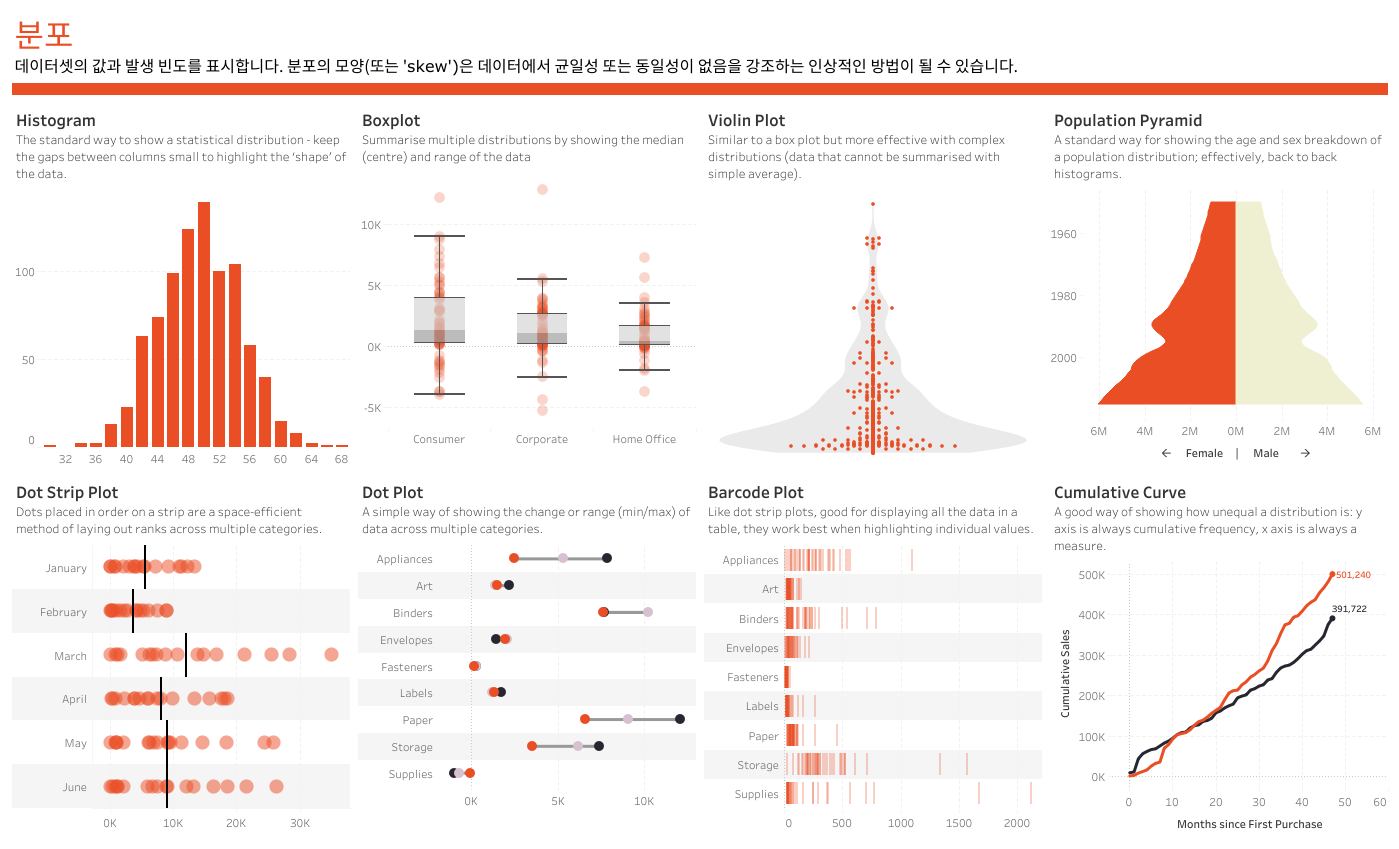 분포
데이터셋의 값과 발생 빈도를 표시합니다. 분포의 모양(또는 'skew')은 데이터에서 균일성 또는 동일성이 없음을 강조하는 인상적인 방법이 될 수 있습니다.
Histogram
The standard way to show a statistical distribution - keep
the gaps between columns small to highlight the ‘shape’ of
the data.
100
50
0
32 36 40 44 48 52 56 60 64 68
Boxplot
Summarise multiple distributions by showing the median
(centre) and range of the data
10K
5K
0K
-5K
Consumer Corporate Home Office
Violin Plot
Similar to a box plot but more effective with complex
distributions (data that cannot be summarised with
simple average).
Population Pyramid
A standard way for showing the age and sex breakdown of
a population distribution; effectively, back to back
histograms.
1960
1980
2000
6M 2M 0M 2M 4M 6M
← Female | Male →
Dot Strip Plot
Dots placed in order on a strip are a space-efficient
method of laying out ranks across multiple categories.
January
February
March
April
May
June
0K 10K 20K 30K
Dot Plot
A simple way of showing the change or range (min/max) of
data across multiple categories.
Appliances
Art
Binders
Envelopes
Fasteners
Labels
Paper
Storage
Supplies
0K 5K 10K
Barcode Plot
Like dot strip plots, good for displaying all the data in a
table, they work best when highlighting individual values.
Appliances
Art
Binders
Envelopes
Fasteners
Labels
Paper
Storage
Supplies
0 500 1000 1500 2000
Cumulative Curve
A good way of showing how unequal a distribution is: y
axis is always cumulative frequency, x axis is always a
measure.
Cumulative Sales
500K
400K
300K
200K
100K
0K
501,240
391,722
0 10 20 30 40 50 60
Months since First Purchase